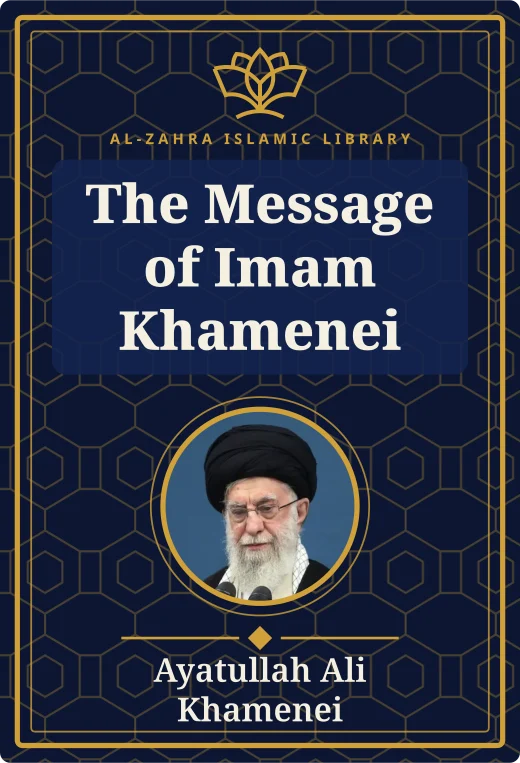 AL-ZAHRA ISLAMIC LIBRARY
The Message
of Imam
Khamenei
Ayatullah Ali
Khamenei